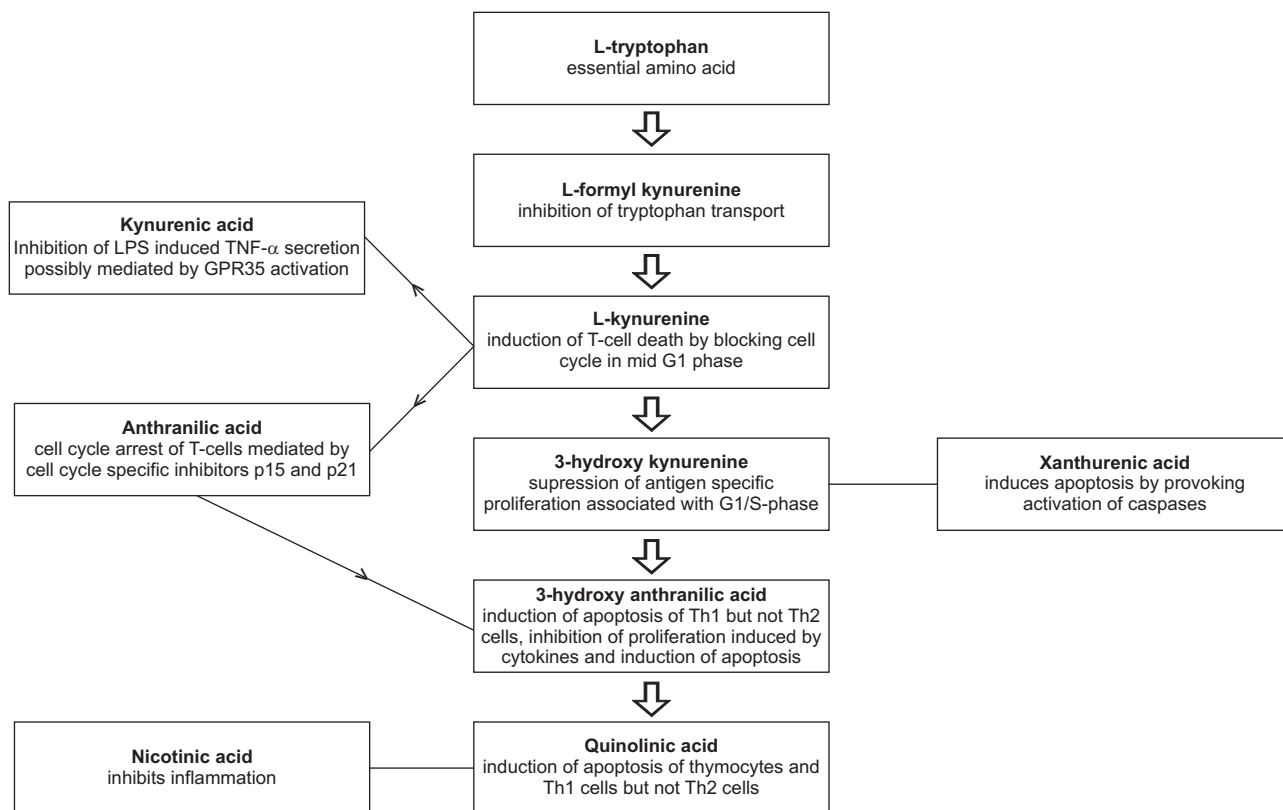 L-tryptophan
essential amino acid
L-formyl kynurenine
inhibition of tryptophan transport
Kynurenic acid
Inhibition of LPS induced TNF-α secretion
possibly mediated by GPR35 activation
L-kynurenine
induction of T-cell death by blocking cell
cycle in mid G1 phase
Anthranilic acid
cell cycle arrest of T-cells mediated by
cell cycle specific inhibitors p15 and p21
3-hydroxy kynurenine
supression of antigen specific
proliferation associated with G1/S-phase
Xanthurenic acid
induces apoptosis by provoking
activation of caspases
3-hydroxy anthranilic acid
induction of apoptosis of Th1 but not Th2
cells, inhibition of proliferation induced by
cytokines and induction of apoptosis
Nicotinic acid
inhibits inflammation
Quinolinic acid
induction of apoptosis of thymocytes and
Th1 cells but not Th2 cells